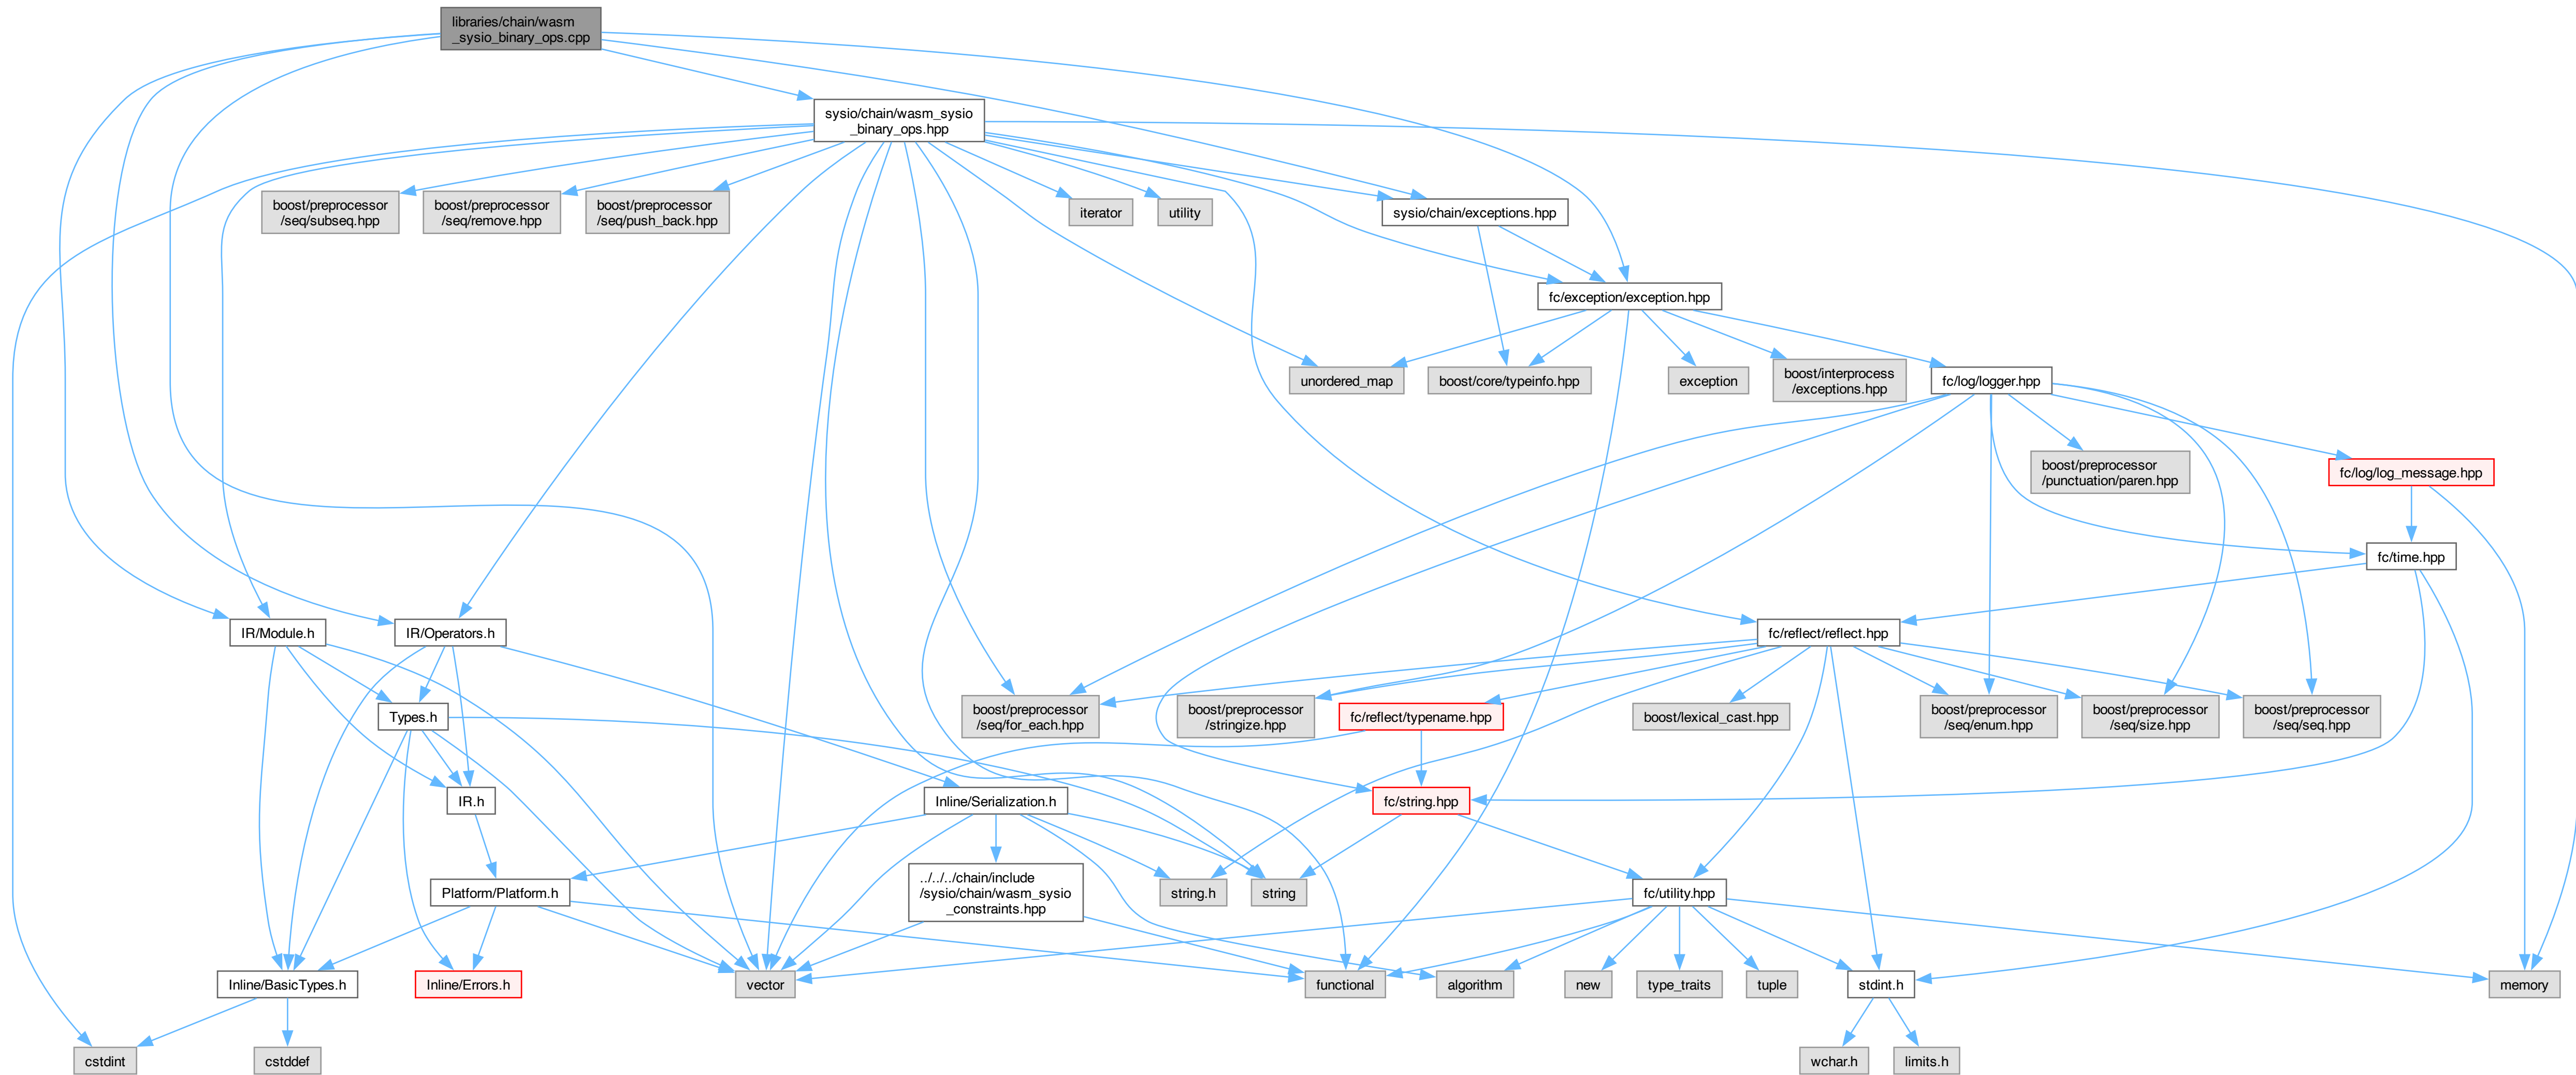 libraries/chain/wasm
_sysio_binary_ops.cpp
sysio/chain/wasm_sysio
_binary_ops.hpp
boost/preprocessor
/seq/subseq.hpp
boost/preprocessor
/seq/remove.hpp
boost/preprocessor
/seq/push_back.hpp
iterator
utility
sysio/chain/exceptions.hpp
fc/exception/exception.hpp
unordered_map
boost/core/typeinfo.hpp
exception
boost/interprocess
/exceptions.hpp
fc/log/logger.hpp
boost/preprocessor
/punctuation/paren.hpp
fc/log/log_message.hpp
fc/time.hpp
IR/Module.h
IR/Operators.h
fc/reflect/reflect.hpp
Types.h
boost/preprocessor
/seq/for_each.hpp
boost/preprocessor
/stringize.hpp
fc/reflect/typename.hpp
boost/lexical_cast.hpp
boost/preprocessor
/seq/enum.hpp
boost/preprocessor
/seq/size.hpp
boost/preprocessor
/seq/seq.hpp
IR.h
Inline/Serialization.h
fc/string.hpp
Platform/Platform.h
../../../chain/include
/sysio/chain/wasm_sysio
_constraints.hpp
string.h
string
fc/utility.hpp
Inline/BasicTypes.h
Inline/Errors.h
vector
functional
algorithm
new
type_traits
tuple
stdint.h
memory
cstdint
cstddef
wchar.h
limits.h